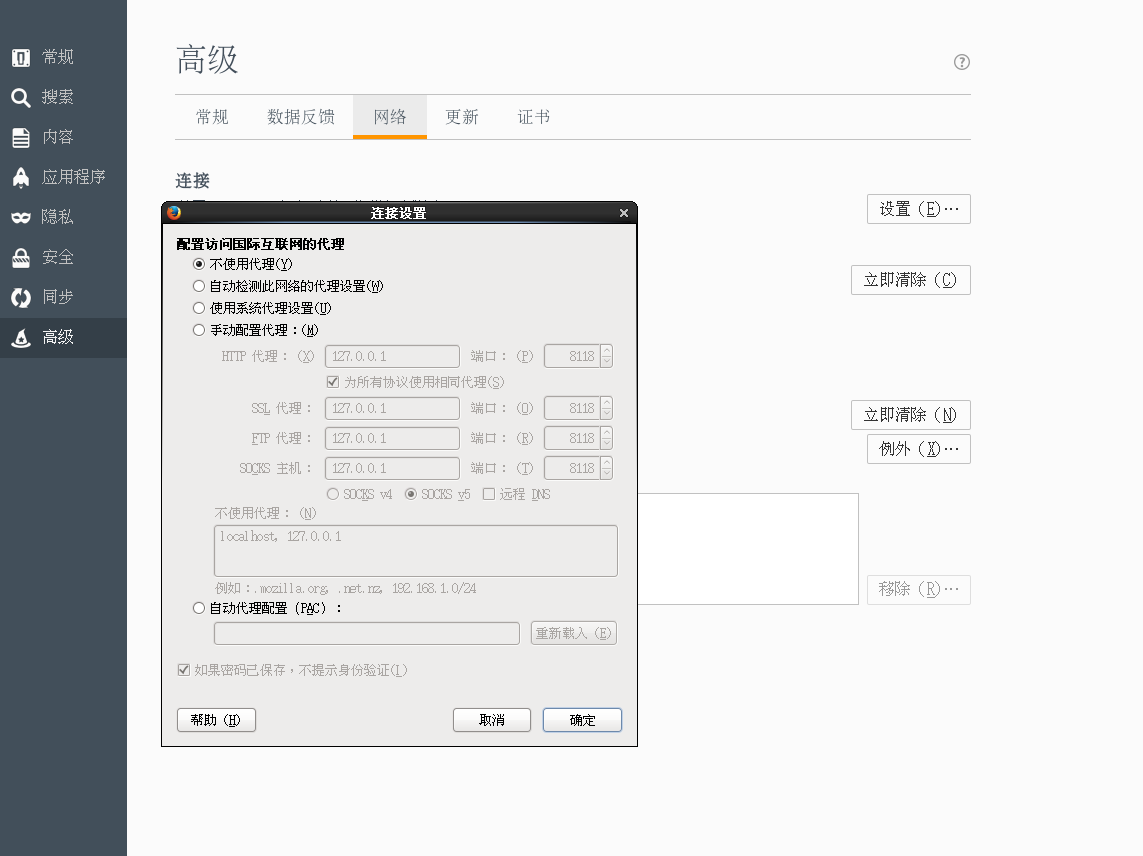 常规
搜索
内容
应用程序
隐私
安全
同步
高级
高级
?
常规 数据反馈 网络 更新 证书
连接
设置 (E)…
立即清除 (C)
立即清除 (N)
例外 (X)…
移除 (R)…
连接设置
配置访问国际互联网的代理
不使用代理(Y)
自动检测此网络的代理设置(W)
使用系统代理设置(U)
手动配置代理：(M)
HTTP 代理： (X) 127.0.0.1 端口： (P) 8118
为所有协议使用相同代理(S)
SSL 代理： 127.0.0.1 端口： (O) 8118
FTP 代理： 127.0.0.1 端口： (R) 8118
SOCKS 主机： 127.0.0.1 端口： (T) 8118
SOCKS v4 SOCKS v5 远程 DNS
不使用代理： (N)
localhost, 127.0.0.1
例如：.mozilla.org, .net.nz, 192.168.1.0/24
自动代理配置 (PAC) ：
重新载入 (E)
如果密码已保存，不提示身份验证(I)
帮助 (H) 取消 确定